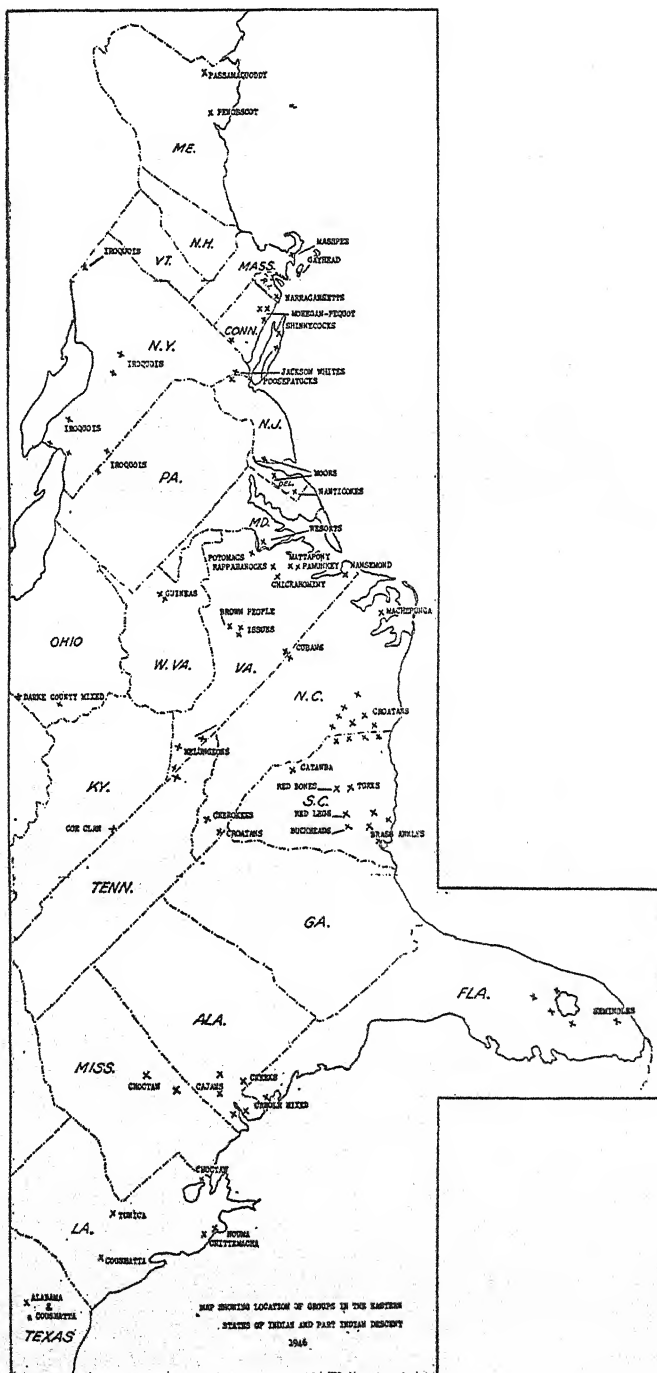 PASSAMAQUODDY
PENOBSCOT
ME.
MASSPES
GAYHEAD
IROQUOIS
VT.
N.H.
MASS.
R.I.
NARRAGANSETTS
MOHEGAN-PEQUOT
SHINNYCOCKS
CONN.
N.Y.
IROQUOIS
JACKSON WHITES
POOSEPATUCKS
IROQUOIS
N.J.
IROQUOIS
PA.
MOORS
DEL.
NANTICOKES
MD.
WESORTS
POTOMACS
MATTAPONY
RAPPAHANOCKS
PAMUNKEY
NANSEMOND
CHICKAHOMINY
GUINEAS
BROWN PEOPLE
ISSUES
MACHEPUNGA
OHIO
W.VA.
VA.
CUBANS
DARKE COUNTY MIXED
N.C.
CROATANS
MELUNGEONS
CATAWBA
KY.
RED BONES
TURKS
S.C.
CHEROKEES
RED LEGS
COE CLAN
CROATANS
BUCKHEADS
BRASS ANKLES
TENN.
GA.
FLA.
ALA.
SEMINOLES
MISS.
CHOCTAW
CAJANS
CREEKS
CREOLE MIXED
CHOCTAW
TUNICA
LA.
HOUMA
CHITTEMACHA
COUSHATTA
ALABAMA
&
COUSHATTA
TEXAS
MAP SHOWING LOCATION OF GROUPS IN THE EASTERN
STATES OF INDIAN AND PART INDIAN DESCENT
1946